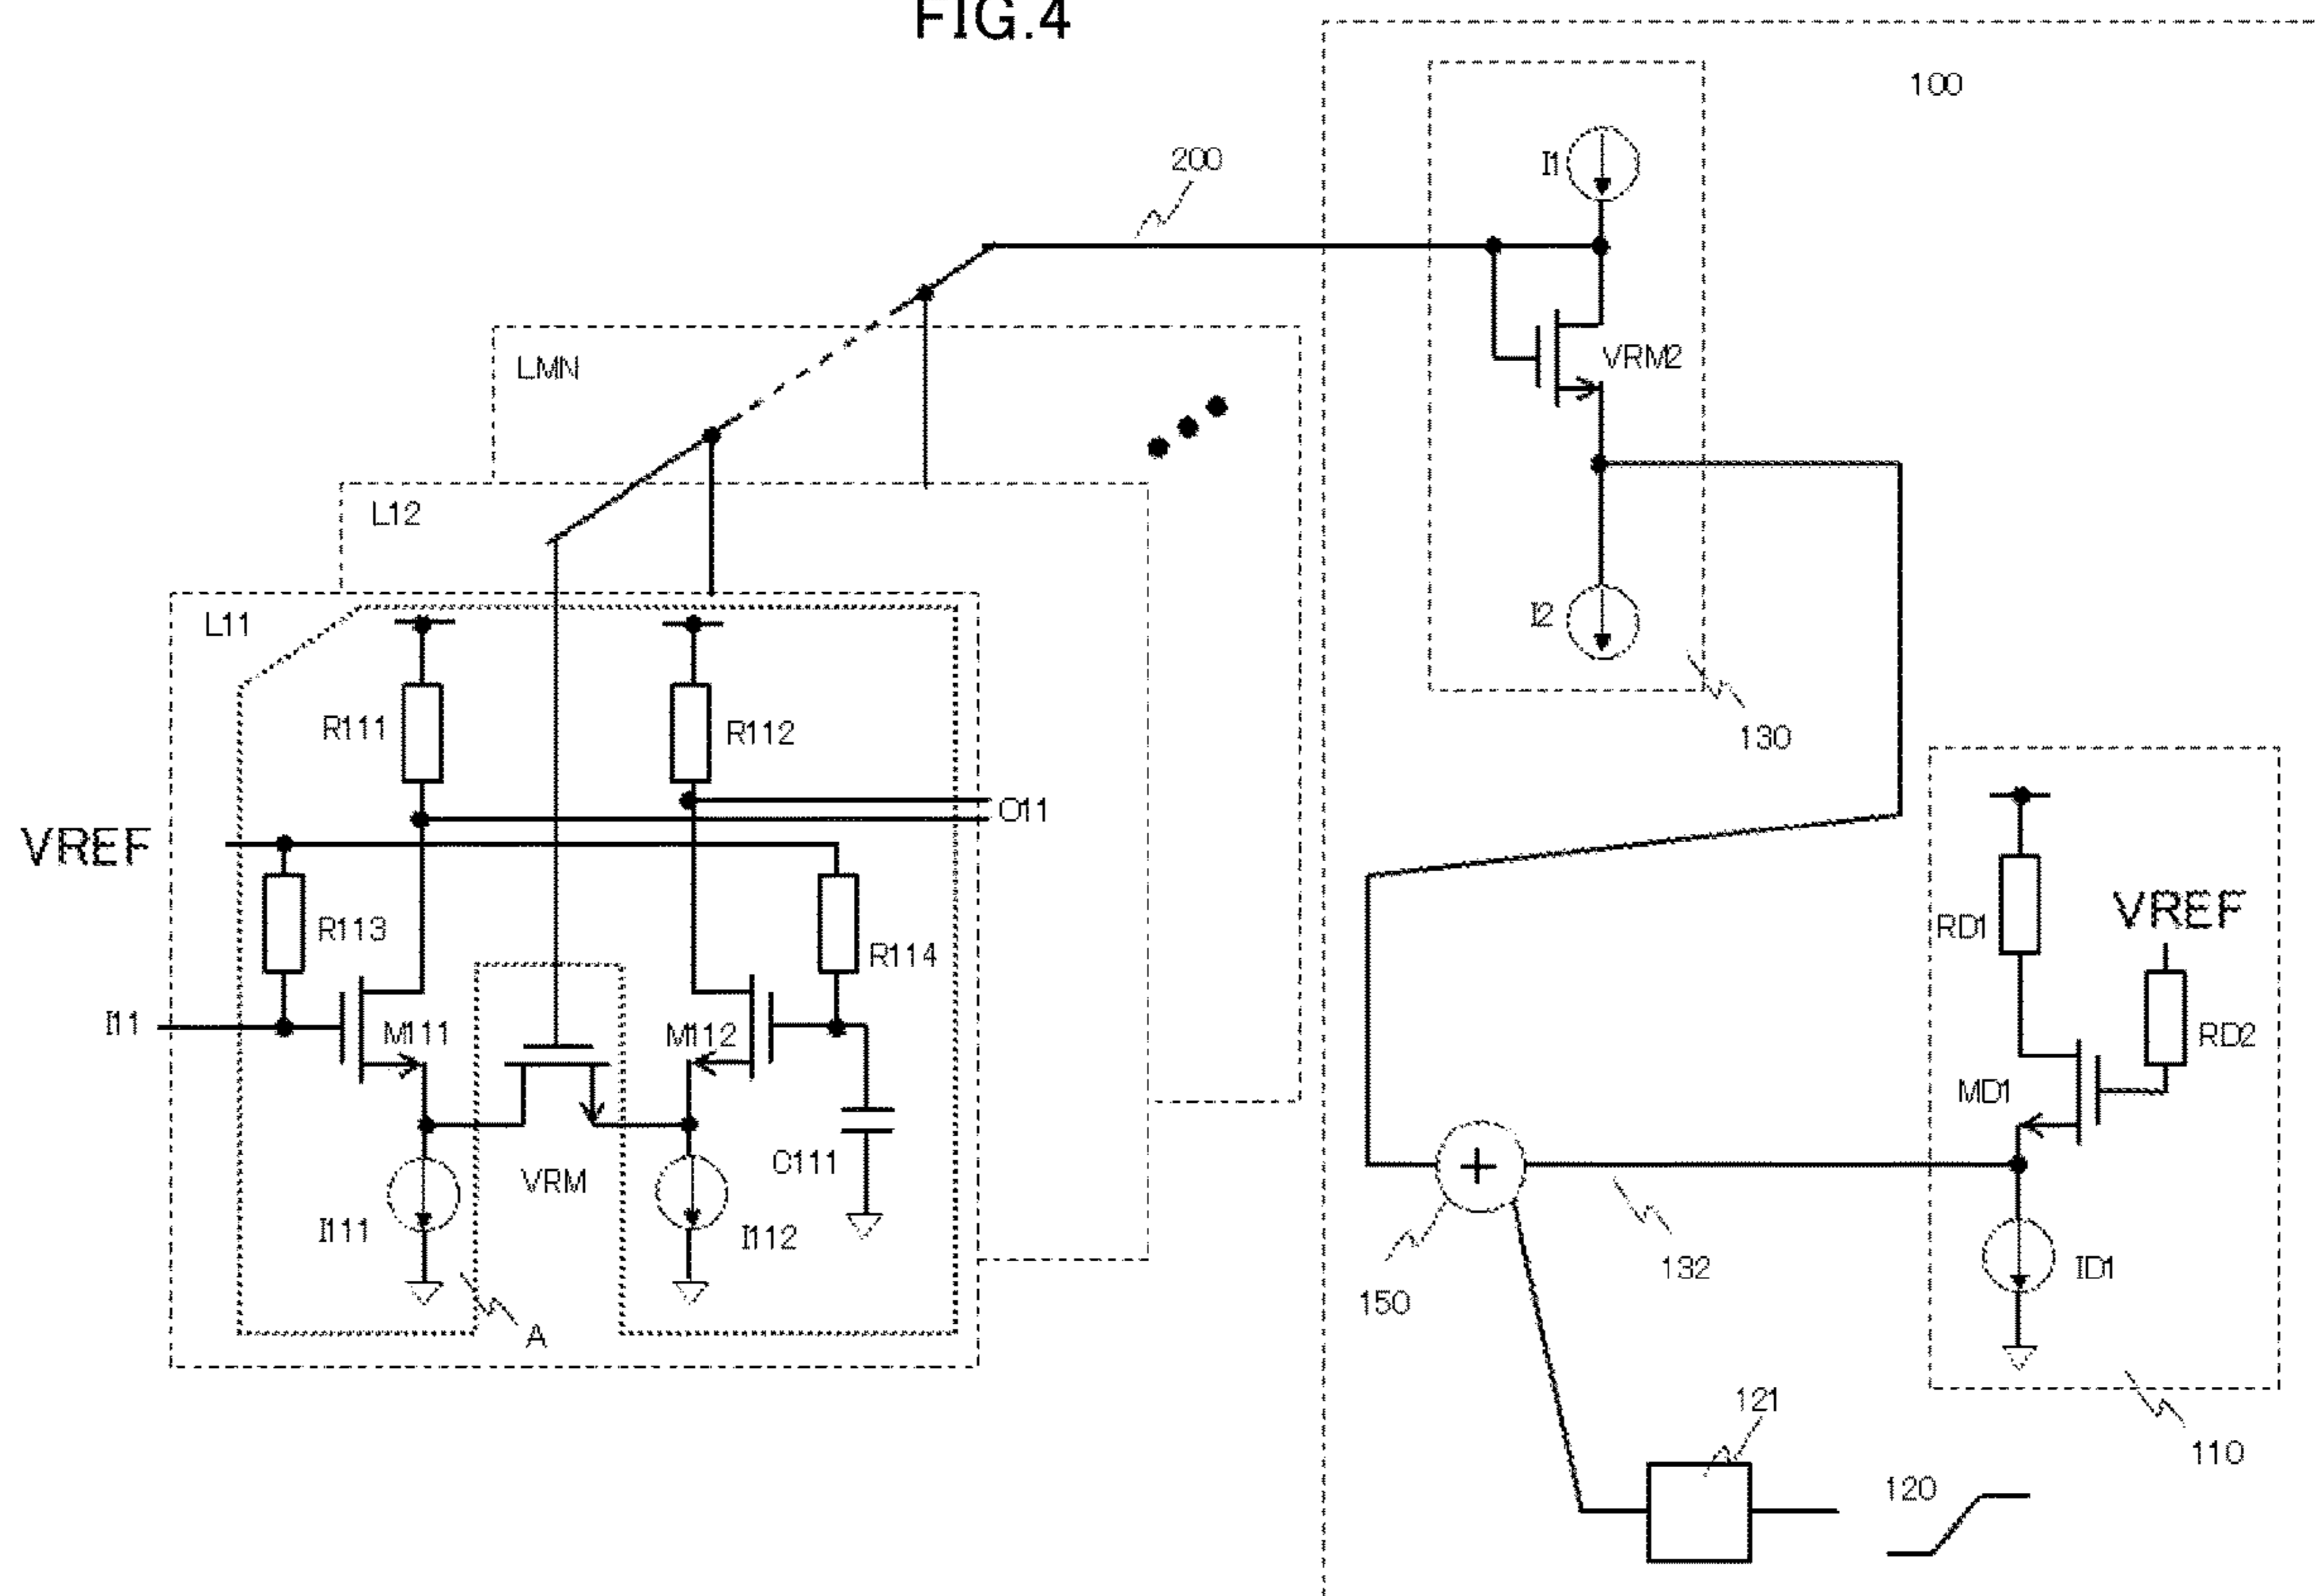 FIG.4
100
I1
200
VRM2
LMN
L12
I2
L11
130
R111
R112
O11
VREF
VREF
R113
R114
RD1
RD2
I11
M111
M112
MD1
VRM
C111
I111
I112
132
ID1
150
A
121
110
120